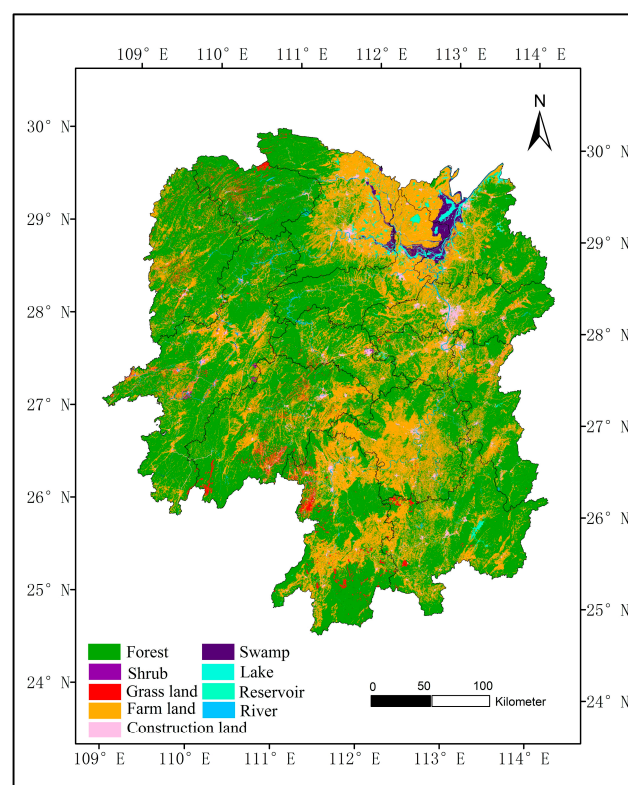 109° E 110° E 111° E 112° E 113° E 114° E
N
30° N 30° N
29° N 29° N
28° N 28° N
27° N 27° N
26° N 26° N
25° N 25° N
24° N 24° N
Forest Swamp
Shrub Lake
Grass land Reservoir
Farm land River
Construction land
0 50 100
Kilometer
109° E 110° E 111° E 112° E 113° E 114° E